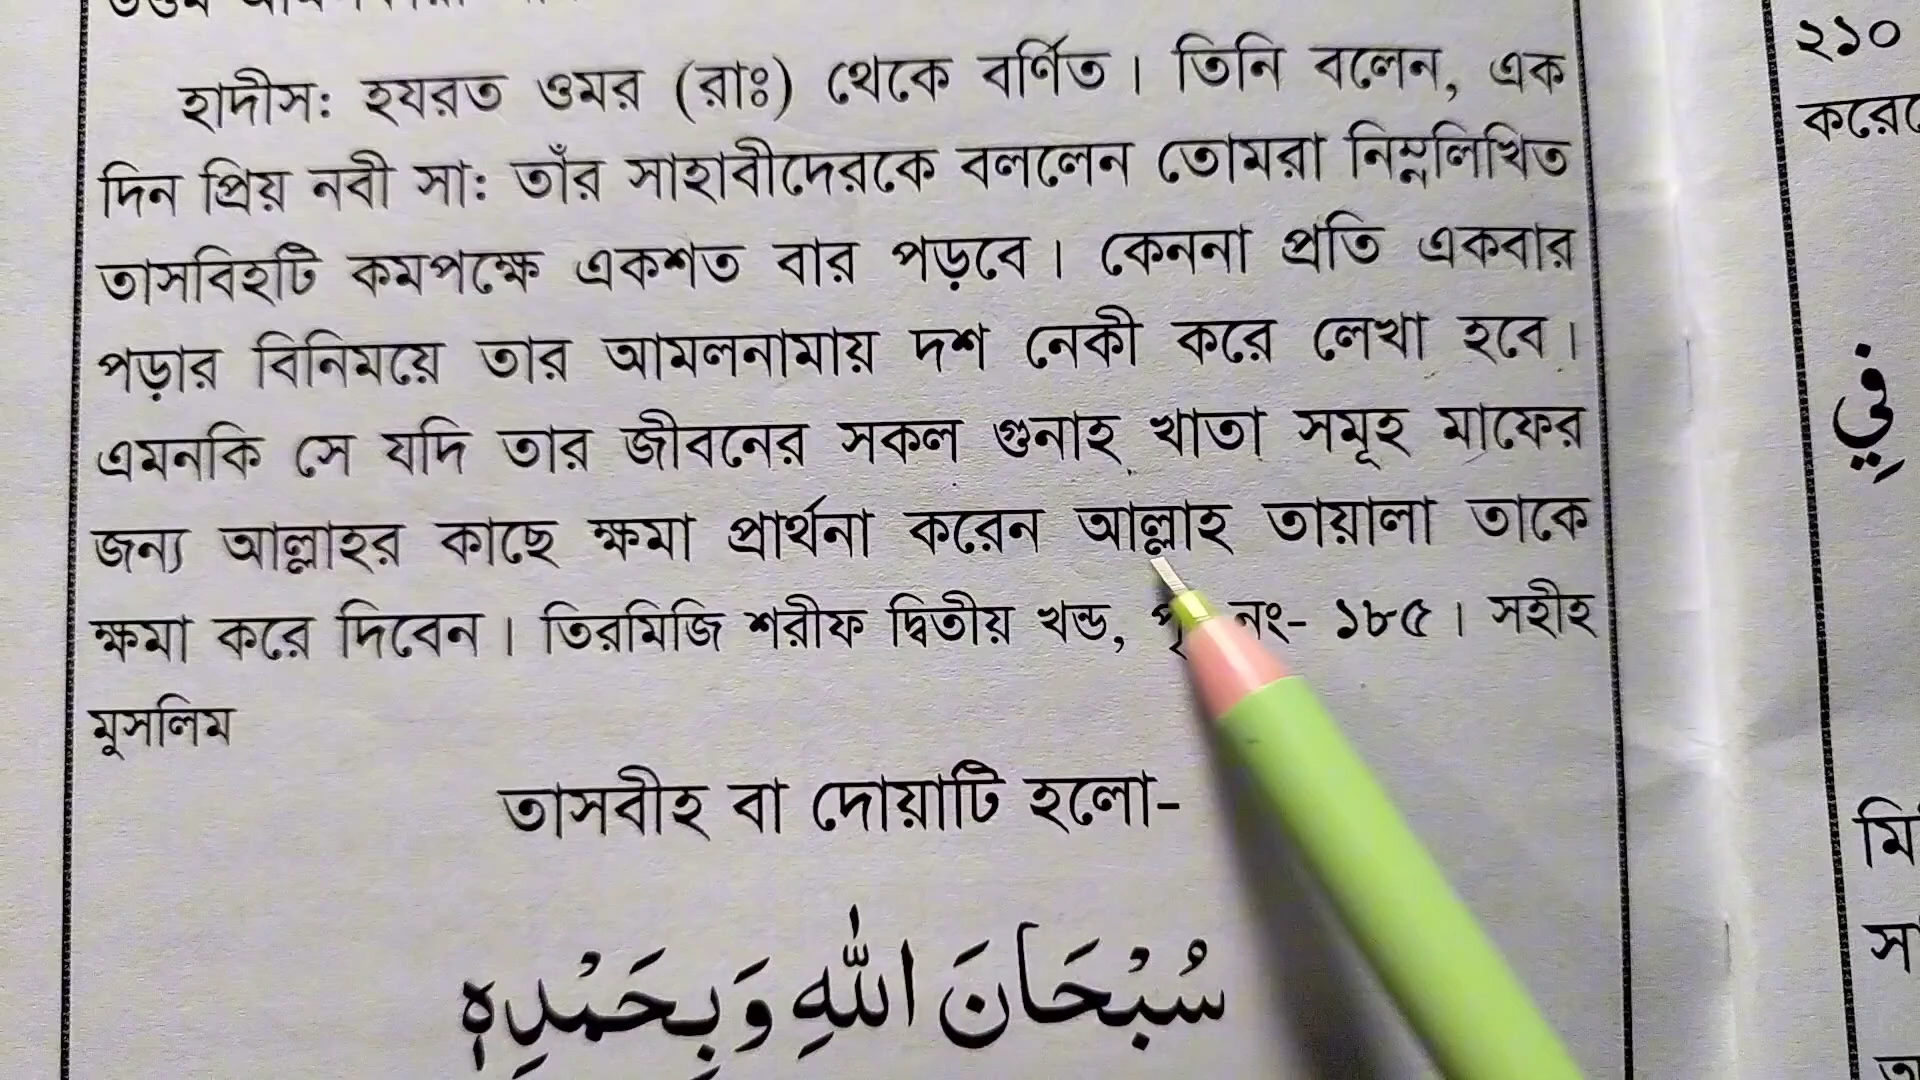 হাদীস: হযরত ওমর (রাঃ) থেকে বর্ণিত। তিনি বলেন, এক
দিন প্রিয় নবী সা: তাঁর সাহাবীদেরকে বললেন তোমরা নিম্নলিখিত
তাসবিহটি কমপক্ষে একশত বার পড়বে। কেননা প্রতি একবার
পড়ার বিনিময়ে তার আমলনামায় দশ নেকী করে লেখা হবে।
এমনকি সে যদি তার জীবনের সকল গুনাহ খাতা সমূহ মাফের
জন্য আল্লাহর কাছে ক্ষমা প্রার্থনা করেন আল্লাহ তায়ালা তাকে
ক্ষমা করে দিবেন। তিরমিজি শরীফ দ্বিতীয় খন্ড, নং- ১৮৫। সহীহ
মুসলিম
তাসবীহ বা দোয়াটি হলো-
سُبْحَانَ اللّٰهِ وَبِحَمْدِهٖ
২১০
فِي